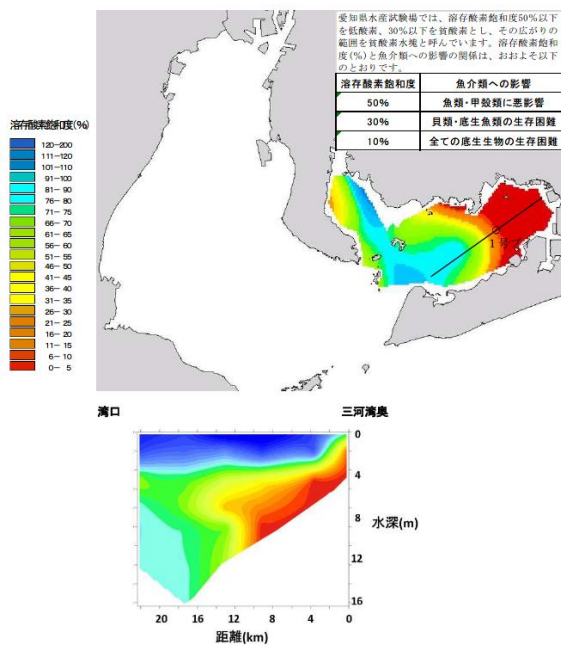 愛知県水産試験場では、溶存酸素飽和度50%以下
を低酸素、30%以下を貧酸素とし、その広がりの
範囲を貧酸素水塊と呼んでいます。溶存酸素飽和
度(%)と魚介類への影響の関係は、おおよそ以下
のとおりです。
溶存酸素飽和度 魚介類への影響
50% 魚類・甲殻類に悪影響
30% 貝類・底生魚類の生存困難
10% 全ての底生生物の生存困難
溶存酸素飽和度(%)
120-200
111-120
101-110
91-100
81-90
76-80
71-75
66-70
61-65
56-60
51-55
46-50
41-45
36-40
31-35
26-30
21-25
16-20
11-15
6-10
0-5
1号ブイ
湾口 三河湾奥
0
4
8
12
16
水深(m)
20 16 12 8 4 0
距離(km)